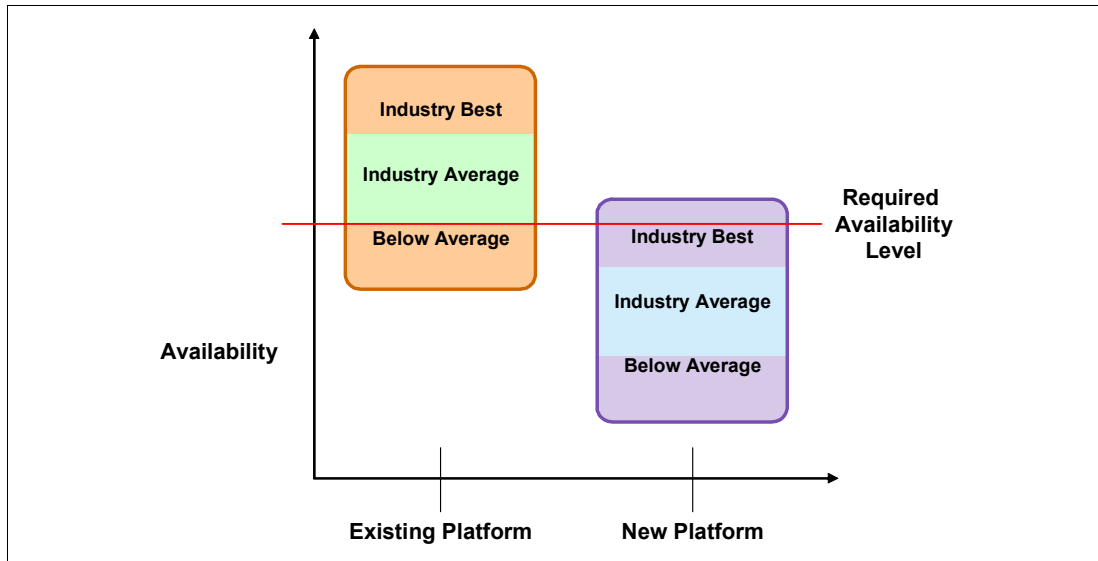 Industry Best
Industry Average
Below Average
Industry Best
Industry Average
Below Average
Required
Availability
Level
Availability
Existing Platform
New Platform